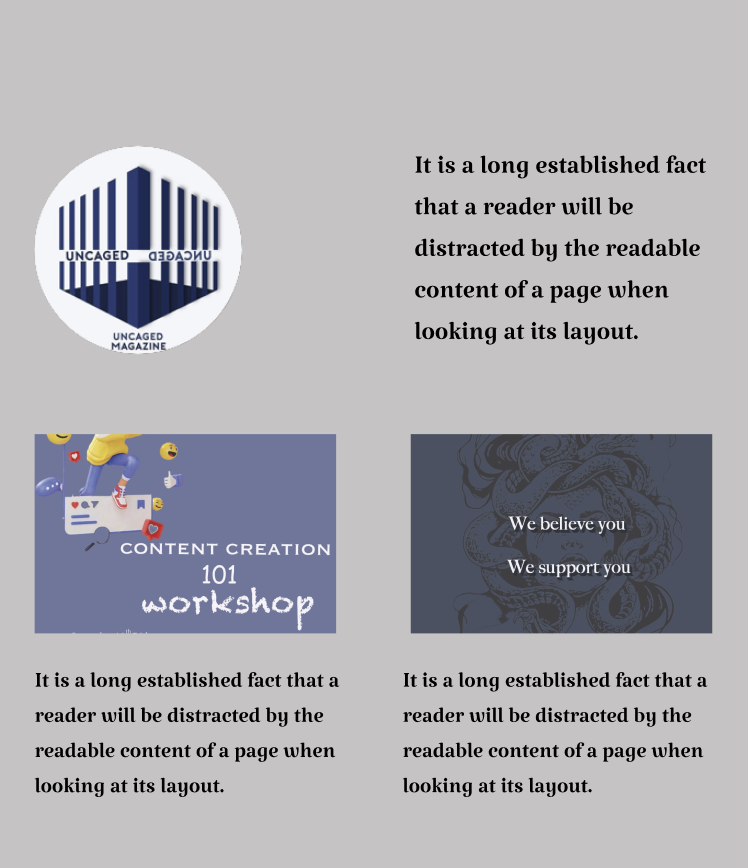 It is a long established fact
that a reader will be
distracted by the readable
content of a page when
looking at its layout.
UNCAGED UNCAGED
UNCAGED
MAGAZINE
CONTENT CREATION
101
workshop
We believe you
We support you
It is a long established fact that a
reader will be distracted by the
readable content of a page when
looking at its layout.
It is a long established fact that a
reader will be distracted by the
readable content of a page when
looking at its layout.